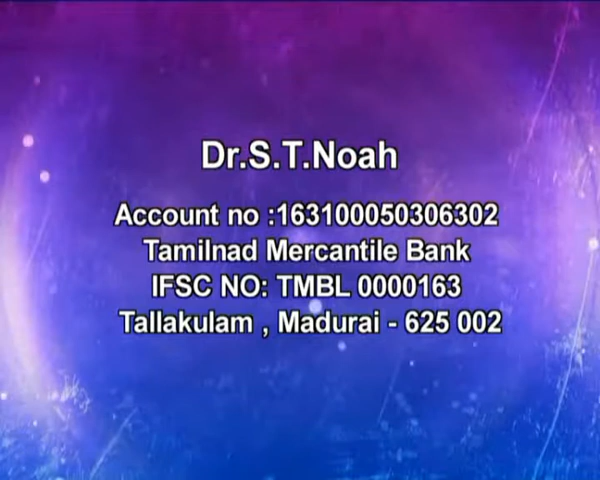 Dr.S.T.Noah
Account no :163100050306302
Tamilnad Mercantile Bank
IFSC NO: TMBL 0000163
Tallakulam , Madurai - 625 002